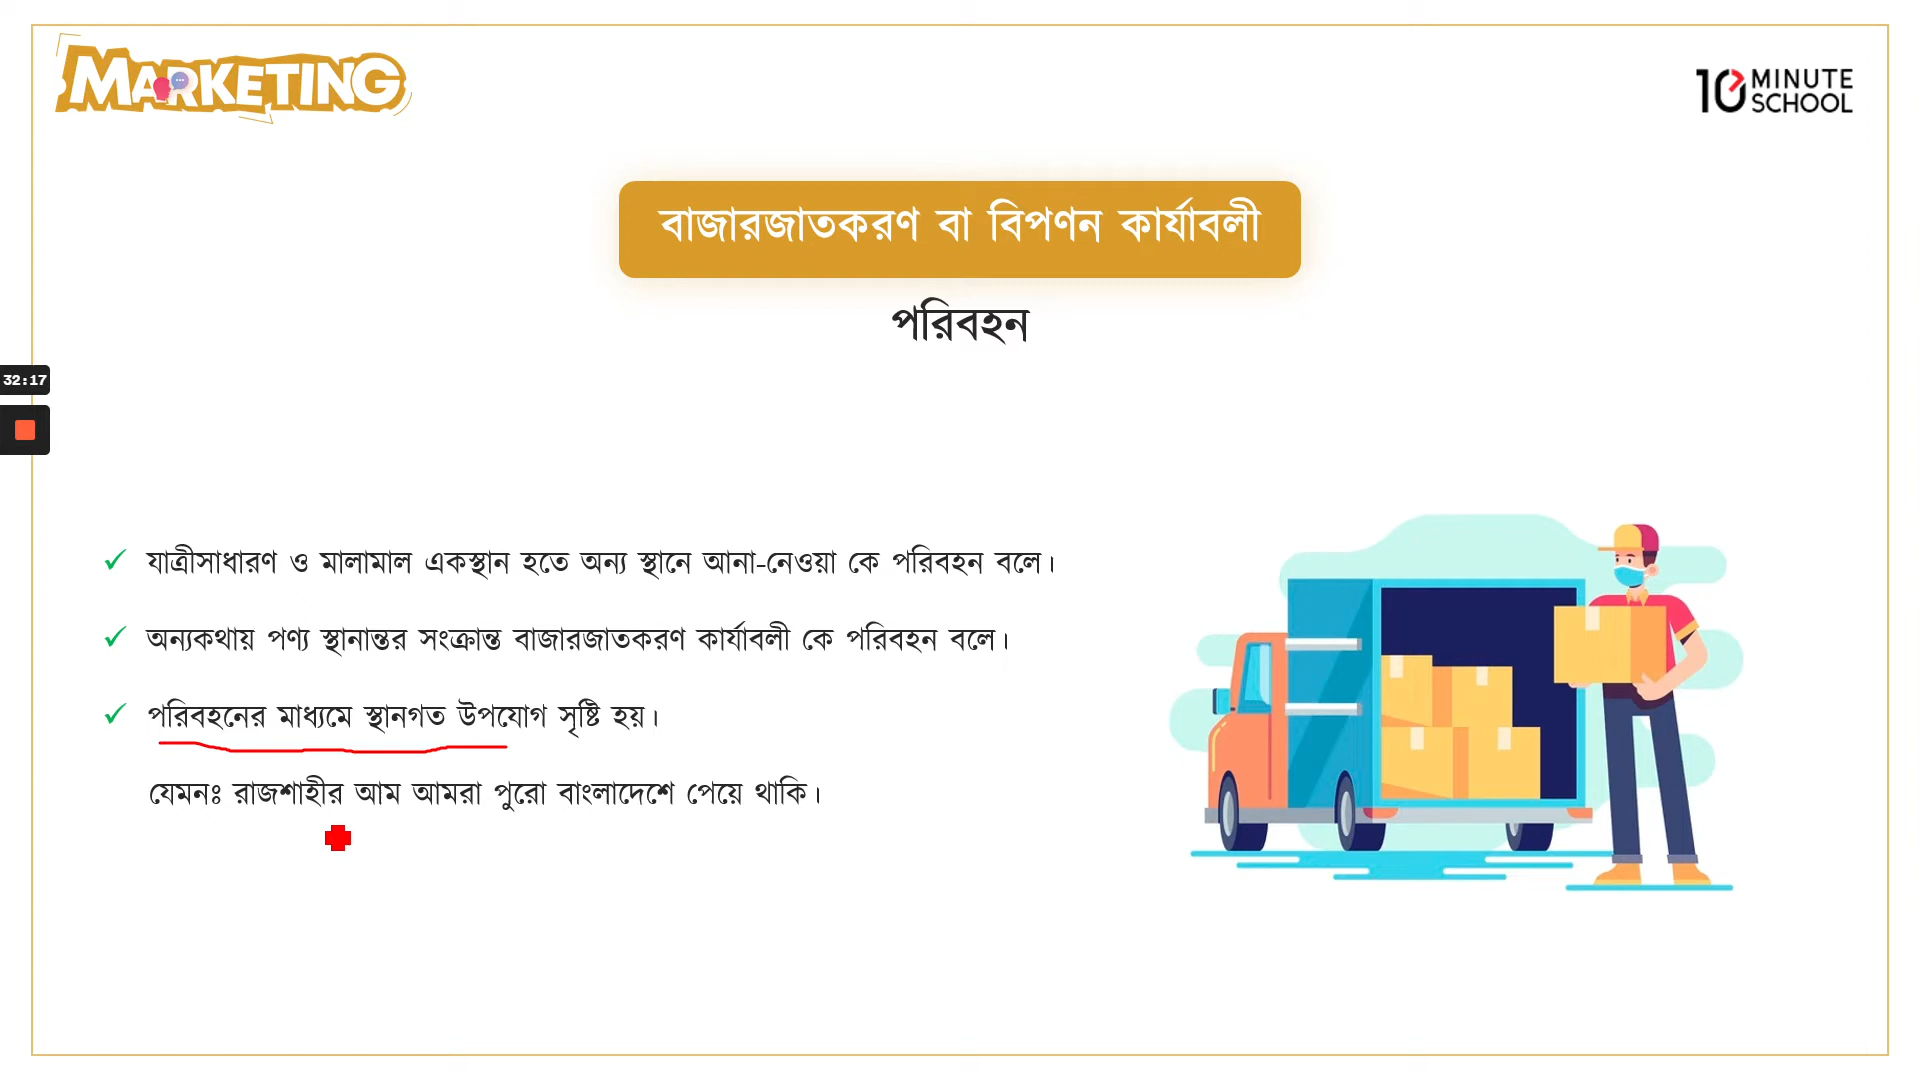 MARKETING
10 MINUTE SCHOOL
বাজারজাতকরণ বা বিপণন কার্যাবলী
পরিবহন
32:17
যাত্রীসাধারণ ও মালামাল একস্থান হতে অন্য স্থানে আনা-নেওয়া কে পরিবহন বলে।
অন্যকথায় পণ্য স্থানান্তর সংক্রান্ত বাজারজাতকরণ কার্যাবলী কে পরিবহন বলে।
পরিবহনের মাধ্যমে স্থানগত উপযোগ সৃষ্টি হয়।
যেমনঃ রাজশাহীর আম আমরা পুরো বাংলাদেশে পেয়ে থাকি।